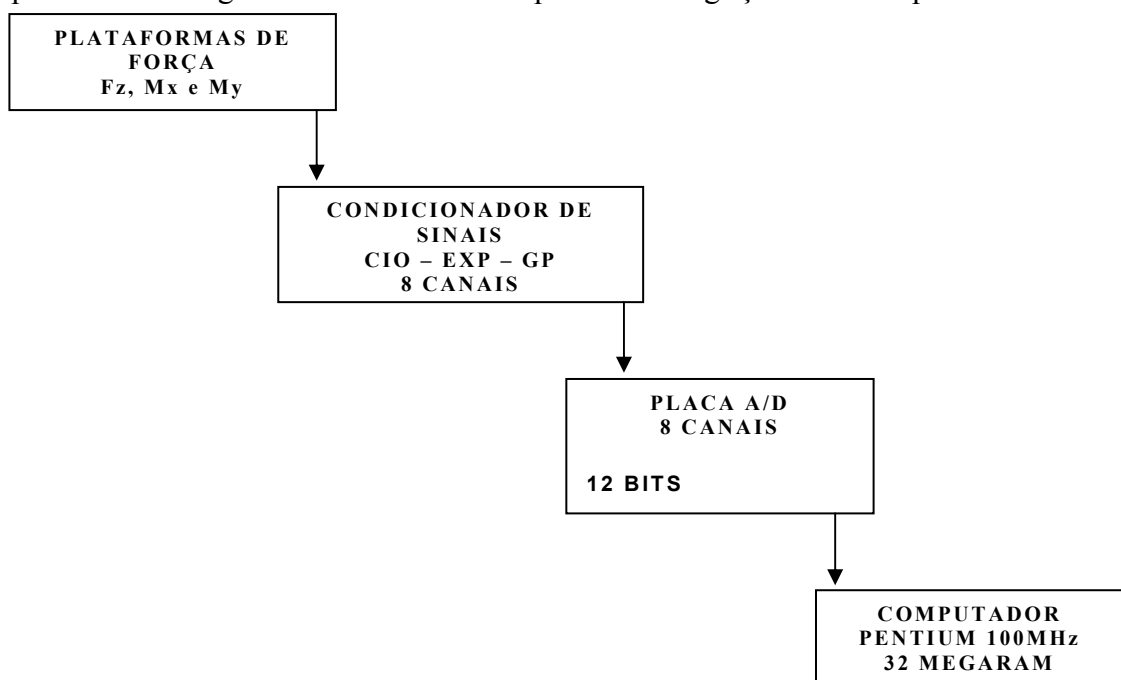 PLATAFORMAS DE
FORÇA
Fz, Mx e My
CONDICIONADOR DE
SINAIS
CIO – EXP – GP
8 CANAIS
PLACA A/D
8 CANAIS
12 BITS
COMPUTADOR
PENTIUM 100MHz
32 MEGARAM